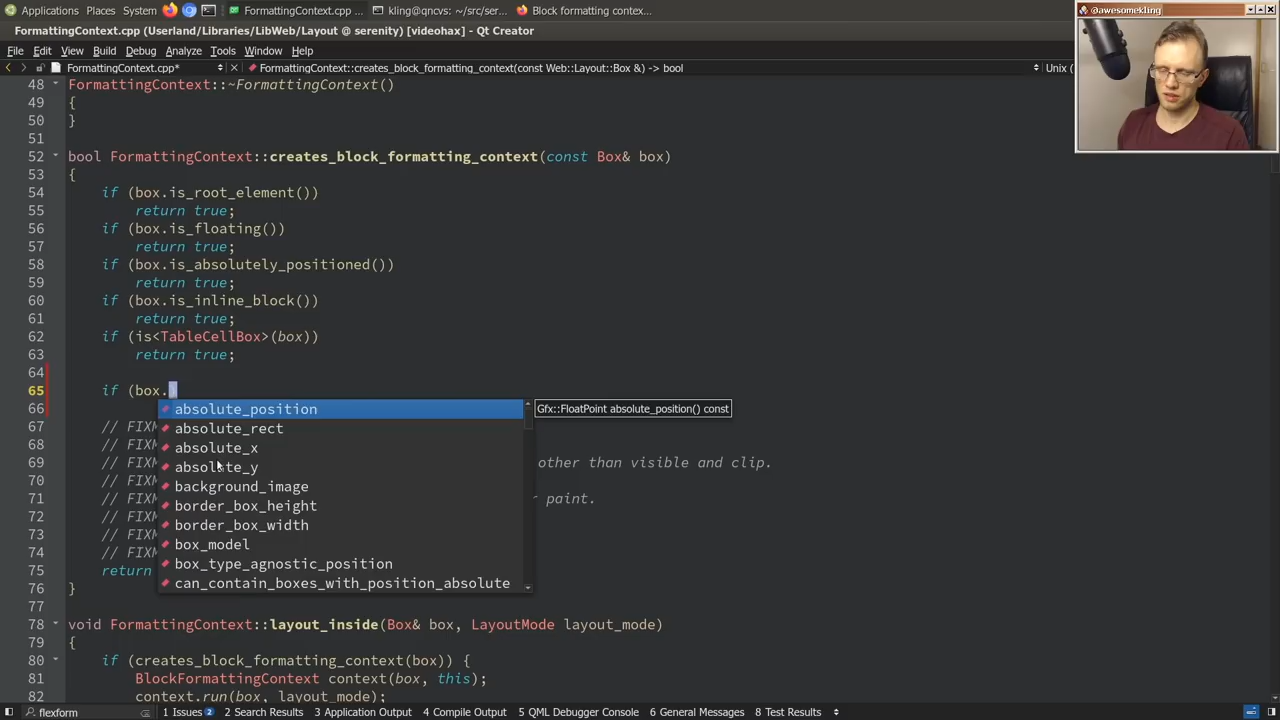 Applications Places System FormattingContext.cpp ... kling@qncvs: ~/src/ser... Block formatting contex...
FormattingContext.cpp (Userland/Libraries/LibWeb/Layout @ serenity) [videohax] - Qt Creator
@awesomekling
File Edit View Build Debug Analyze Tools Window Help
FormattingContext.cpp* FormattingContext::creates_block_formatting_context(const Web::Layout::Box &) -> bool Unix (
48 FormattingContext::~FormattingContext()
49 {
50 }
51
52 bool FormattingContext::creates_block_formatting_context(const Box& box)
53 {
54 if (box.is_root_element())
55 return true;
56 if (box.is_floating())
57 return true;
58 if (box.is_absolutely_positioned())
59 return true;
60 if (box.is_inline_block())
61 return true;
62 if (is<TableCellBox>(box))
63 return true;
64
65 if (box.)
absolute_position Gfx::FloatPoint absolute_position() const
66
67 // FIXM
absolute_rect
68 // FIXM
absolute_x
69 // FIXM other than visible and clip.
absolute_y
70 // FIXM
background_image
71 // FIXM r paint.
border_box_height
72 // FIXM
border_box_width
73 // FIXM
box_model
74 // FIXM
box_type_agnostic_position
75 return
can_contain_boxes_with_position_absolute
76 }
77
78 void FormattingContext::layout_inside(Box& box, LayoutMode layout_mode)
79 {
80 if (creates_block_formatting_context(box)) {
81 BlockFormattingContext context(box, this);
82 context.run(box, layout_mode);
flexform 1 Issues 2 2 Search Results 3 Application Output 4 Compile Output 5 QML Debugger Console 6 General Messages 8 Test Results